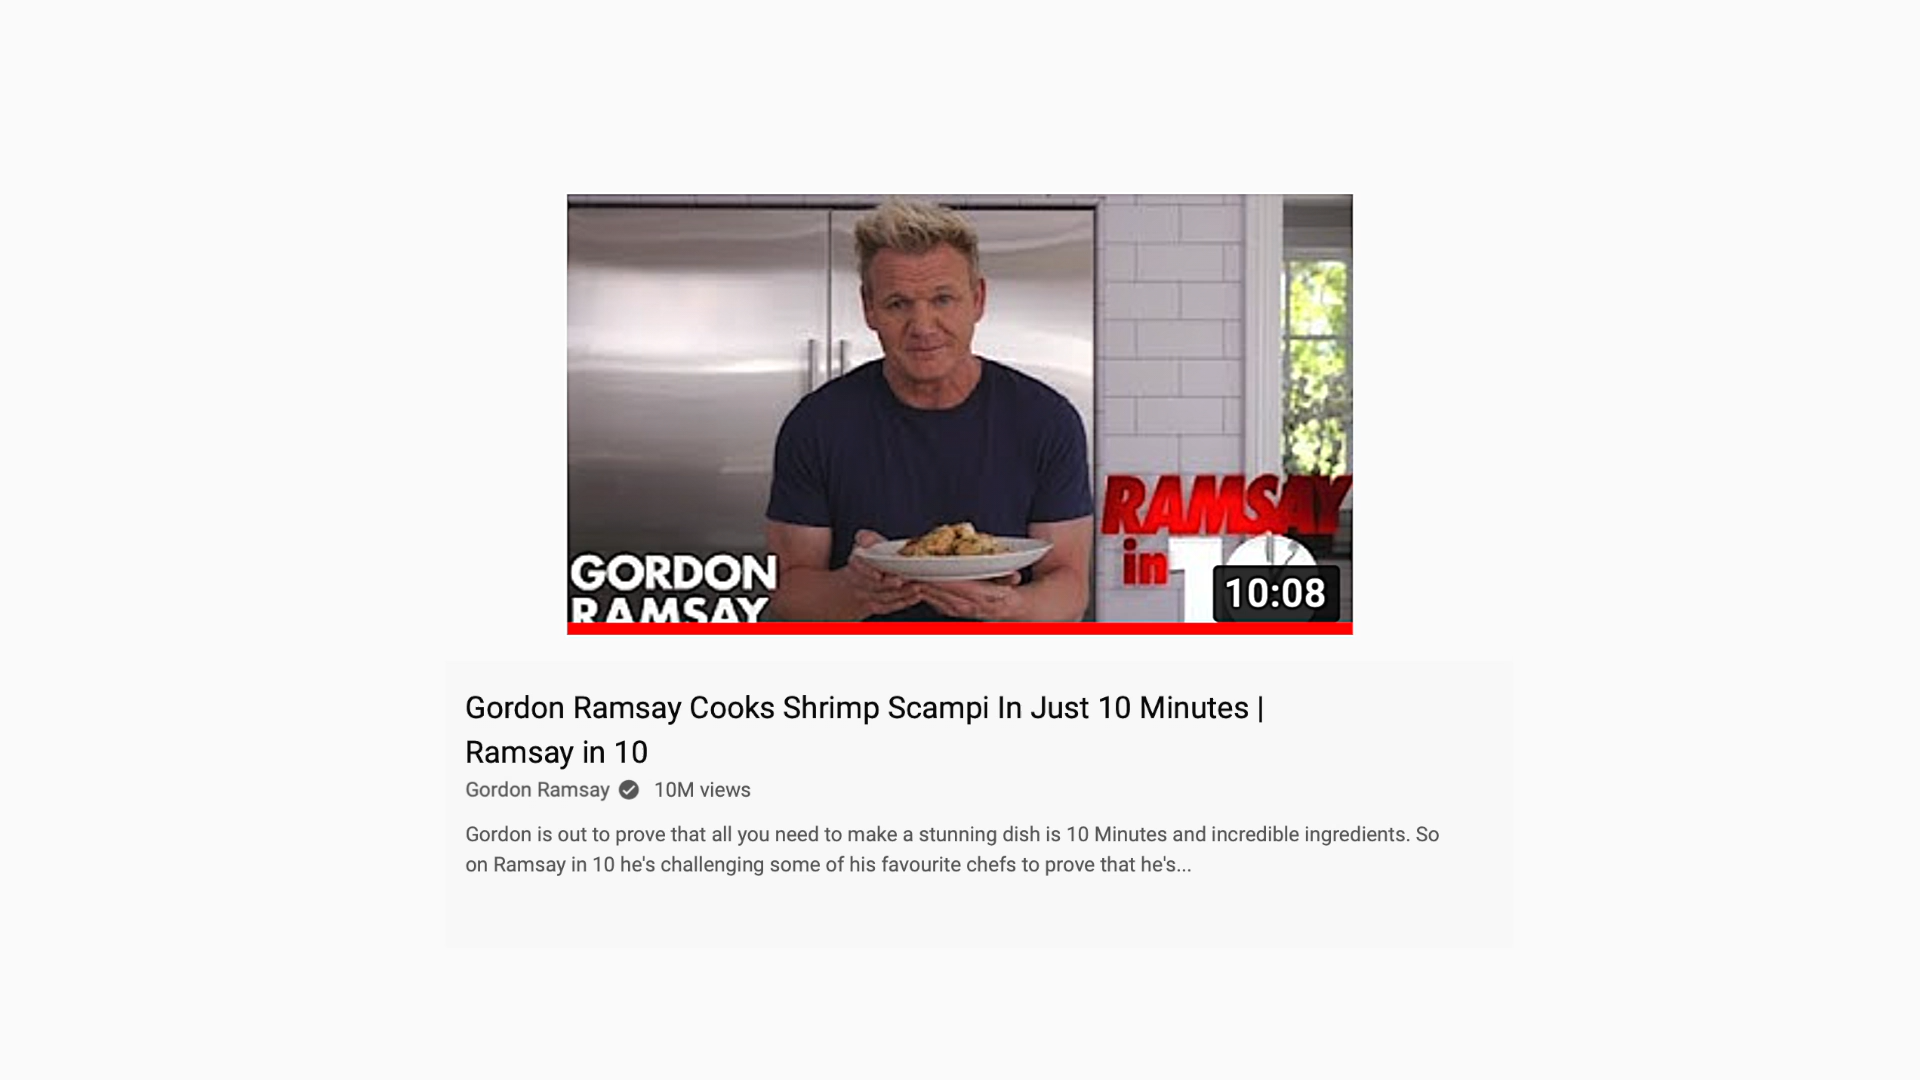 GORDON
RAMSAY
RAMSAY
in 10
10:08
Gordon Ramsay Cooks Shrimp Scampi In Just 10 Minutes |
Ramsay in 10
Gordon Ramsay 10M views
Gordon is out to prove that all you need to make a stunning dish is 10 Minutes and incredible ingredients. So
on Ramsay in 10 he's challenging some of his favourite chefs to prove that he's...